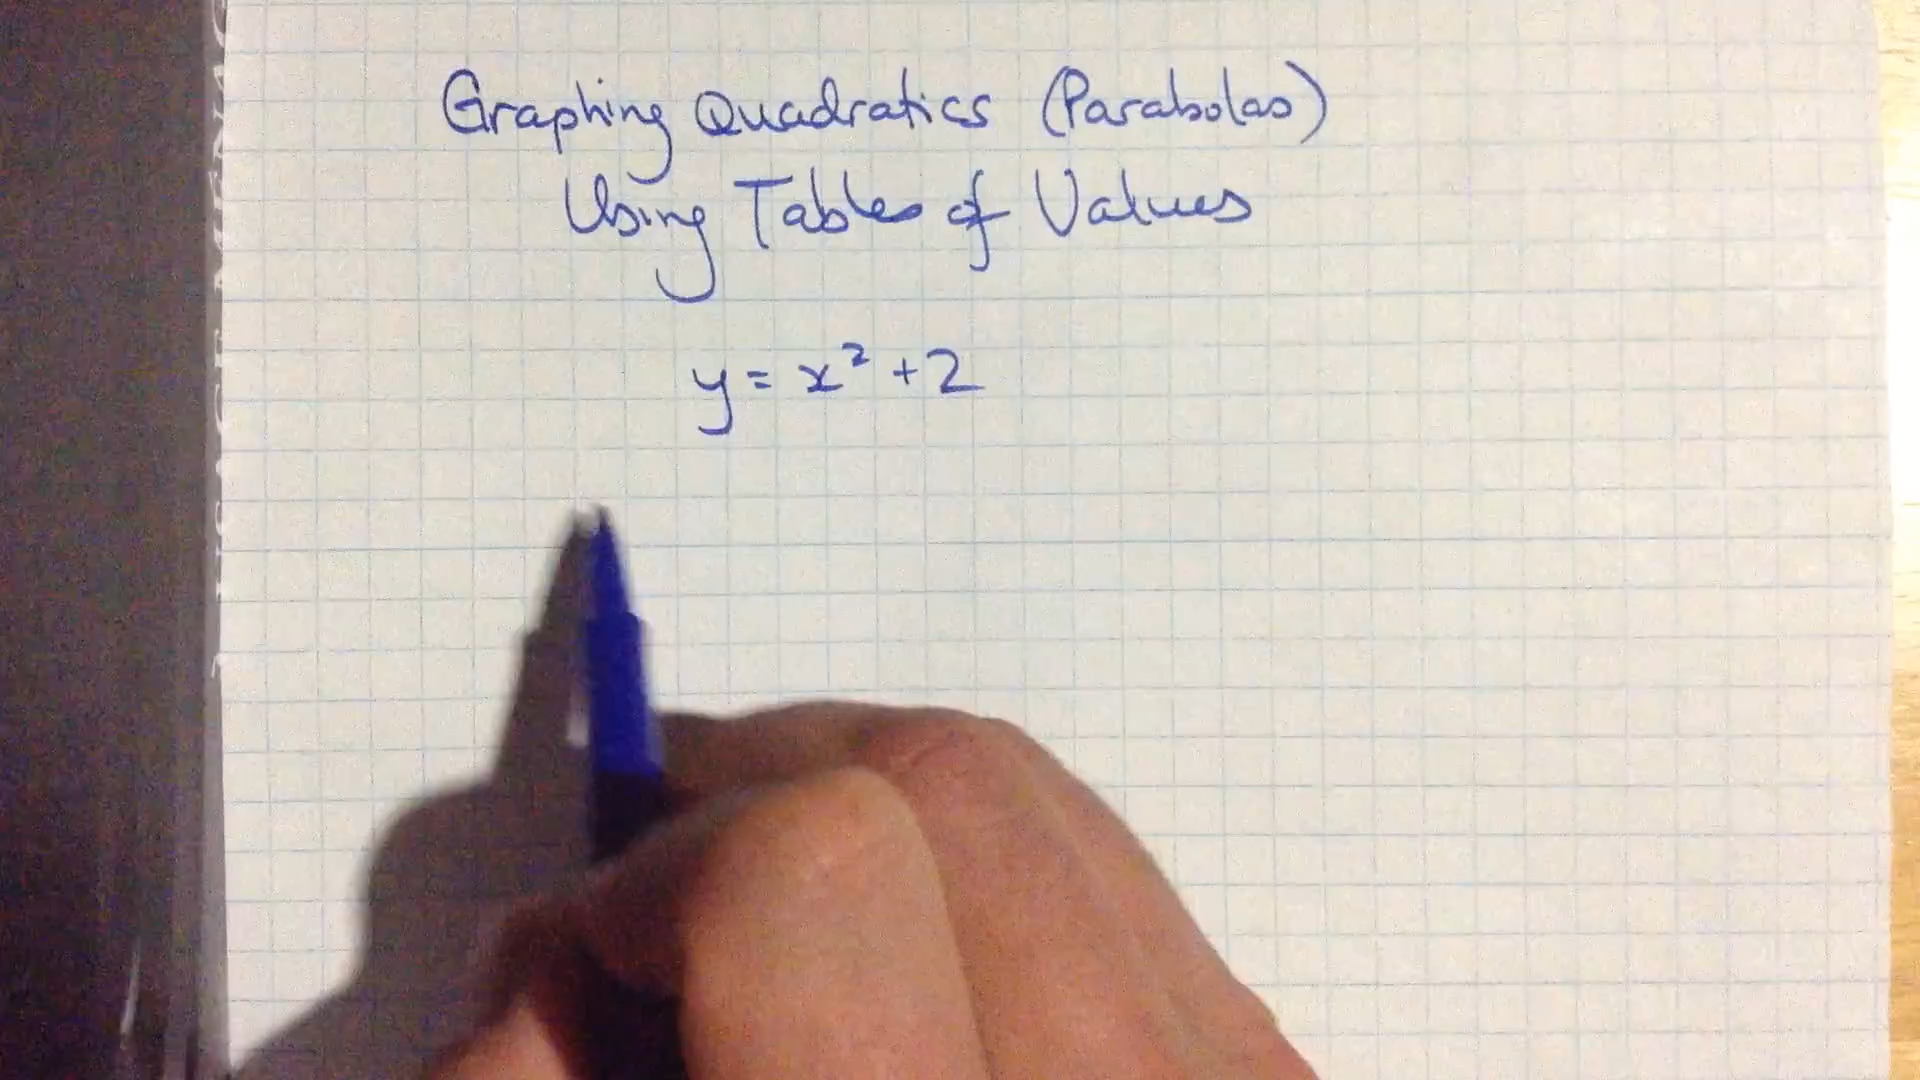 Graphing Quadratics (Parabolas)
Using Tables of Values
y = x² + 2